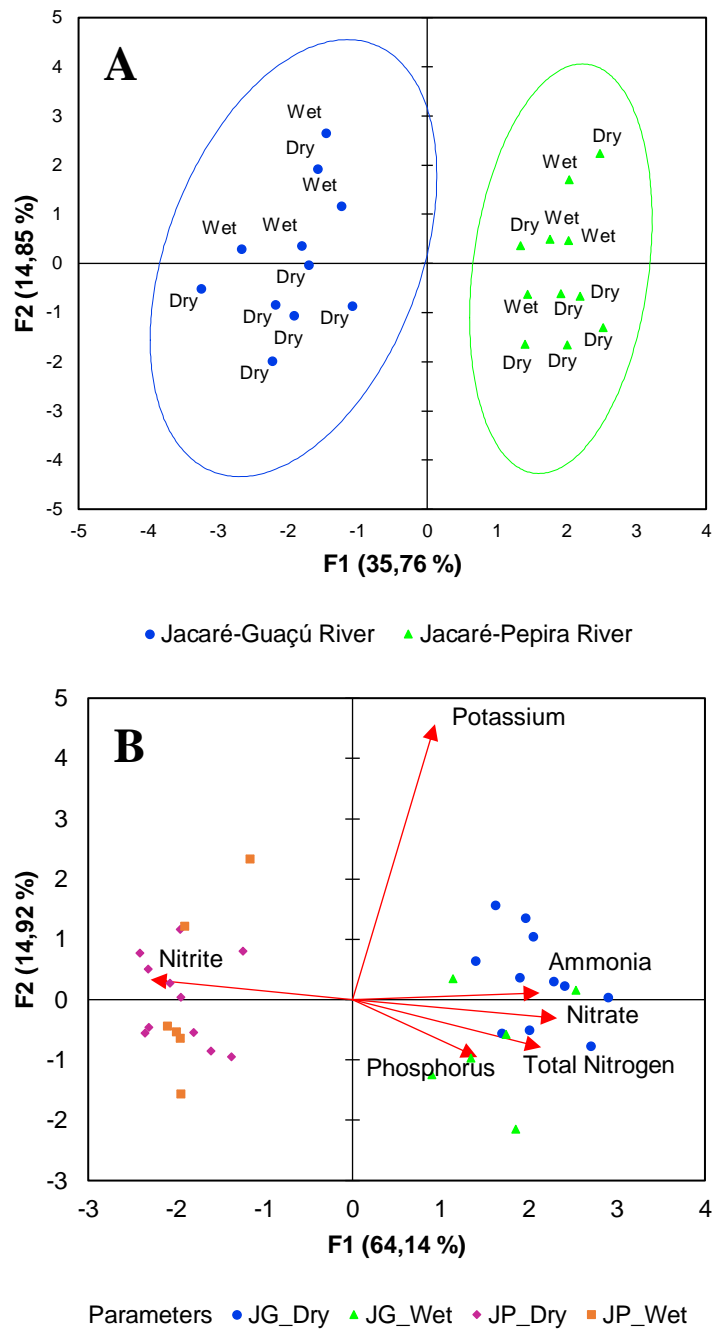 A
5
4
3
2
1
0
-1
-2
-3
-4
-5
F2 (14,85 %)
Wet
Dry
Wet
Wet
Wet
Dry
Dry
Dry
Dry
Dry
Dry
Dry
Wet
Dry
Wet
Wet
Wet
Dry
Dry
Dry
Dry
Dry
-5 -4 -3 -2 -1 0 1 2 3 4
F1 (35,76 %)
Jacaré-Guaçú River Jacaré-Pepira River
B
5
4
3
2
1
0
-1
-2
-3
F2 (14,92 %)
Potassium
Nitrite
Ammonia
Nitrate
Total Nitrogen
Phosphorus
-3 -2 -1 0 1 2 3 4
F1 (64,14 %)
Parameters JG_Dry JG_Wet JP_Dry JP_Wet